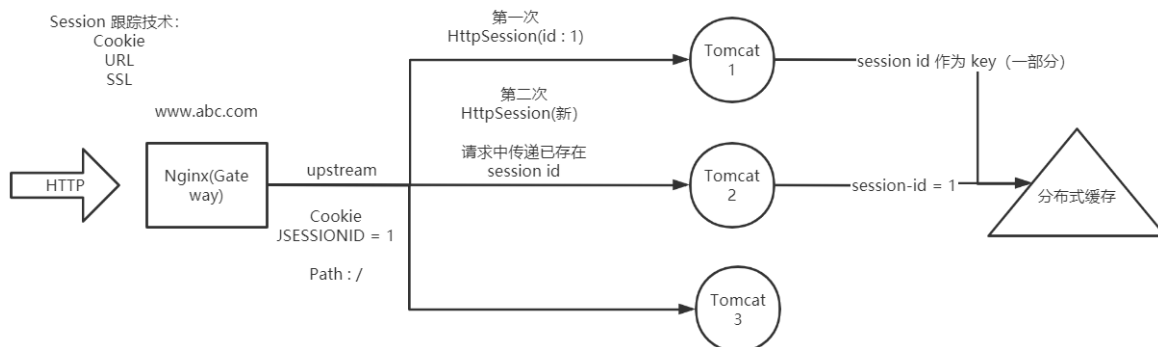 Session 跟踪技术：
Cookie
URL
SSL
www.abc.com
HTTP
Nginx(Gate
way)
upstream
Cookie
JSESSIONID = 1
Path : /
第一次
HttpSession(id : 1)
第二次
HttpSession(新)
请求中传递已存在
session id
Tomcat
1
Tomcat
2
Tomcat
3
session id 作为 key（一部分）
session-id = 1
分布式缓存